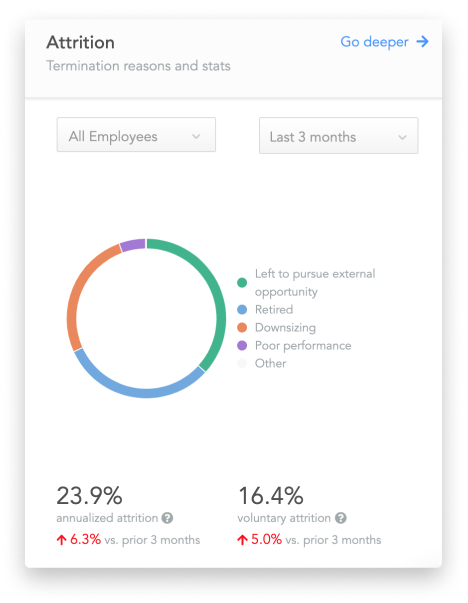 Attrition
Go deeper →
Termination reasons and stats
All Employees
Last 3 months
Left to pursue external
opportunity
Retired
Downsizing
Poor performance
Other
23.9%
annualized attrition ?
↑ 6.3% vs. prior 3 months
16.4%
voluntary attrition ?
↑ 5.0% vs. prior 3 months